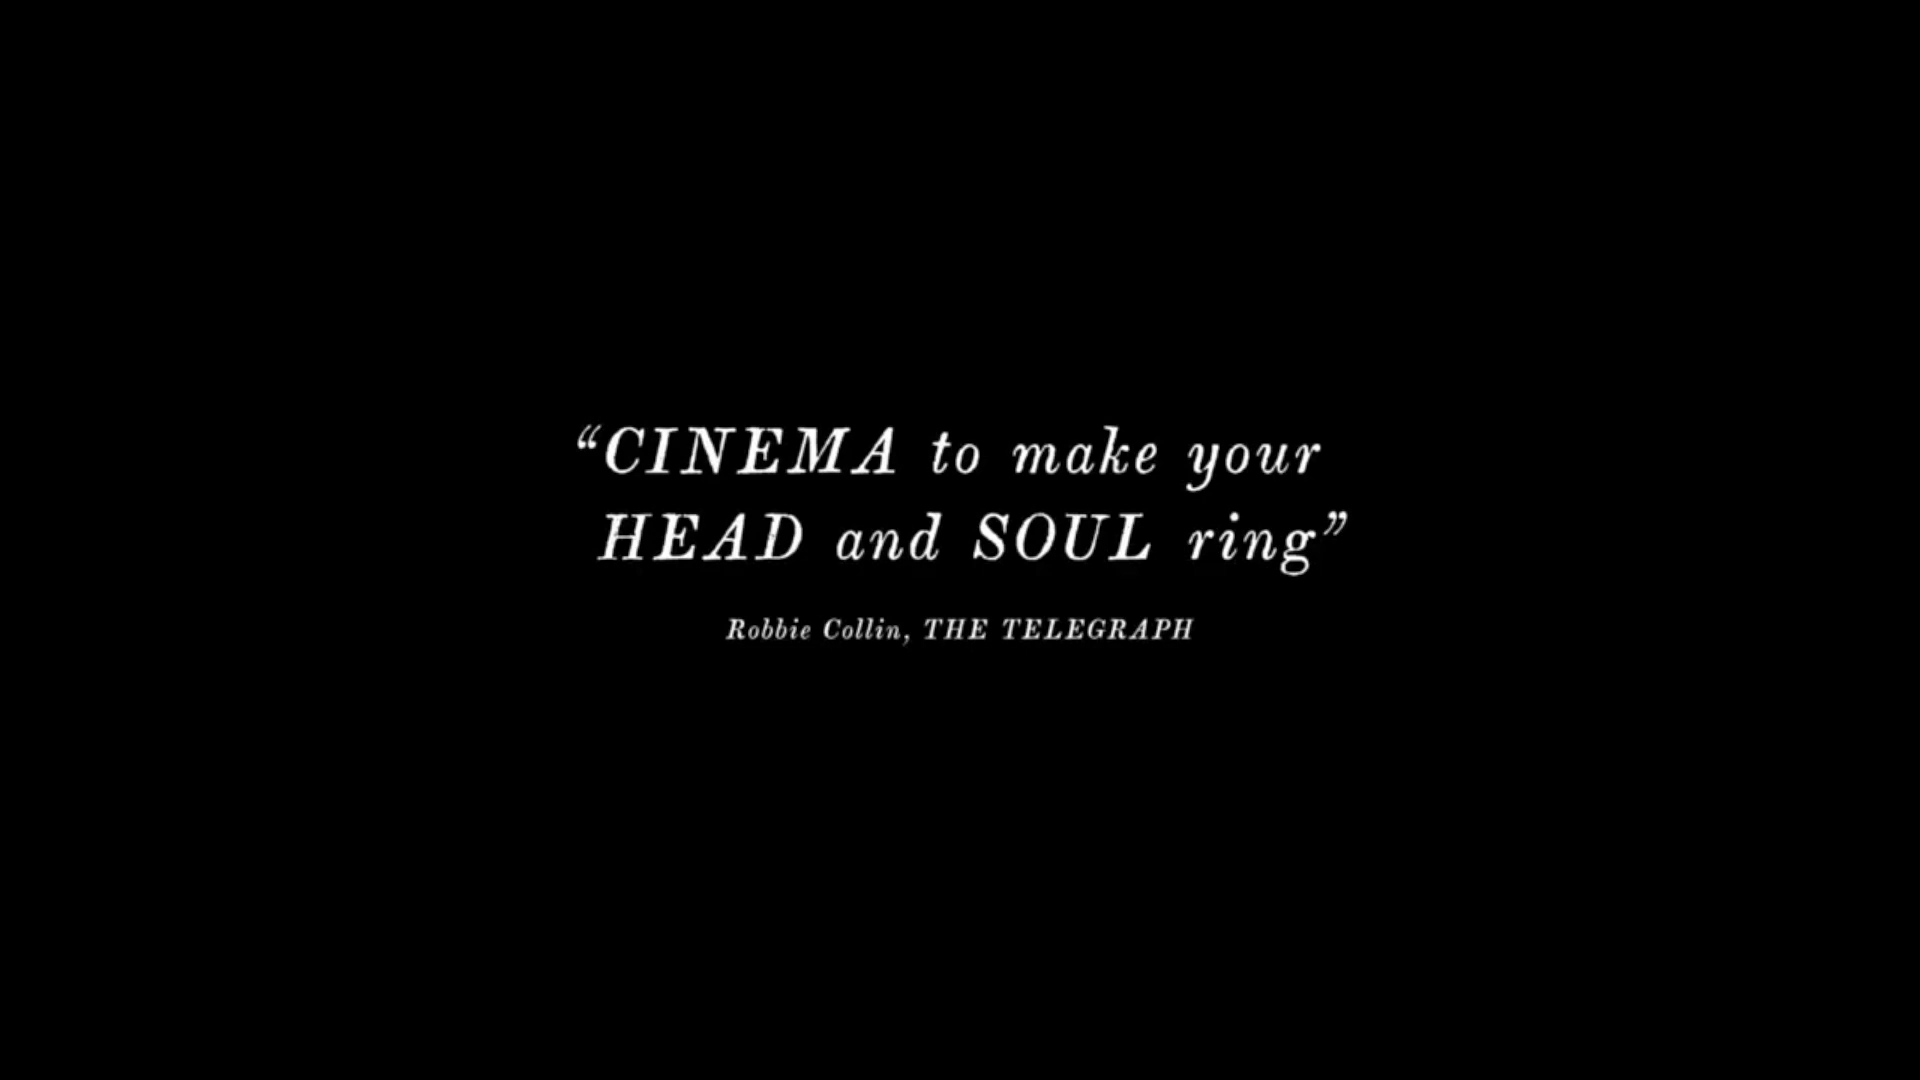 “CINEMA to make your
HEAD and SOUL ring”
Robbie Collin, THE TELEGRAPH